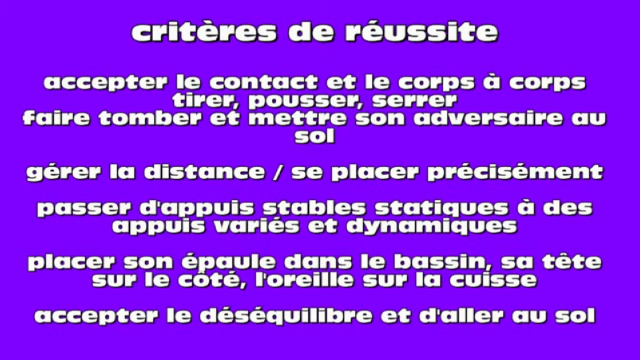 critères de réussite
accepter le contact et le corps à corps
tirer, pousser, serrer
faire tomber et mettre son adversaire au
sol
gérer la distance / se placer précisément
passer d'appuis stables statiques à des
appuis variés et dynamiques
placer son épaule dans le bassin, sa tête
sur le côté, l'oreille sur la cuisse
accepter le déséquilibre et d'aller au sol